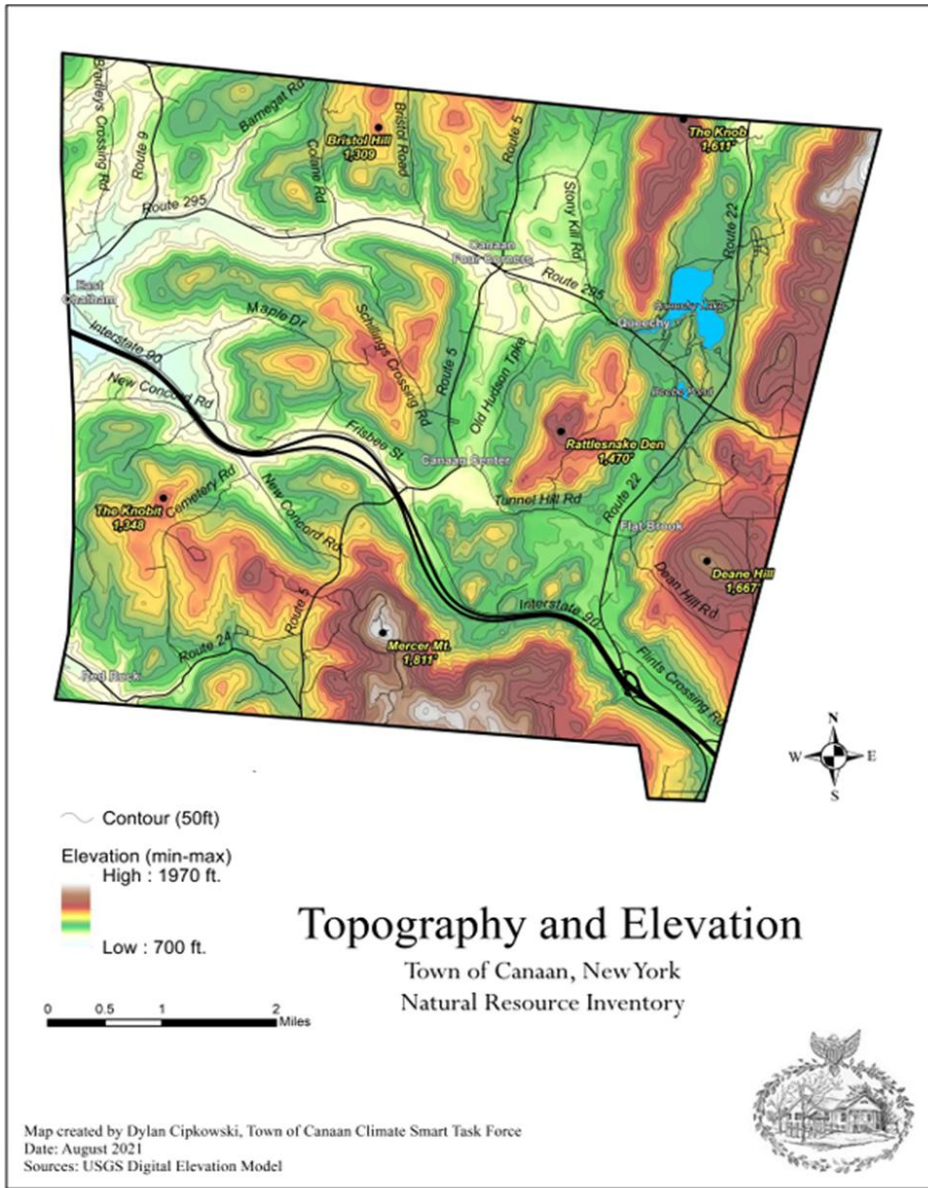 Bradleys Crossing Rd
Route 9
Barnegat Rd
Bristol Hill
1,309
Bristol Road
Route 5
The Knob
1,611'
Route 22
Stony Kill Rd
Route 295
Canaan
Four Corners
Route 295
East
Chatham
Maple Dr
Schillings Crossing Rd
Queechy Lake
Queechy
Interstate 90
New Concord Rd
Route 5
Old Hudson Tpke
Frisbee St
Canaan Center
Rattlesnake Den
1,470'
Tunnel Hill Rd
Route 22
The Knobit
1,348
Cemetery Rd
New Concord Rd
Flat Brook
Deane Hill
1,667'
Dean Hill Rd
Route 5
Interstate 90
Mercer Mt.
1,811'
Route 24
Red Rock
Flints Crossing Rd
N
W
E
S
Contour (50ft)
Elevation (min-max)
High : 1970 ft.
Low : 700 ft.
Topography and Elevation
Town of Canaan, New York
Natural Resource Inventory
0 0.5 1 2
Miles
Map created by Dylan Cipkowski, Town of Canaan Climate Smart Task Force
Date: August 2021
Sources: USGS Digital Elevation Model